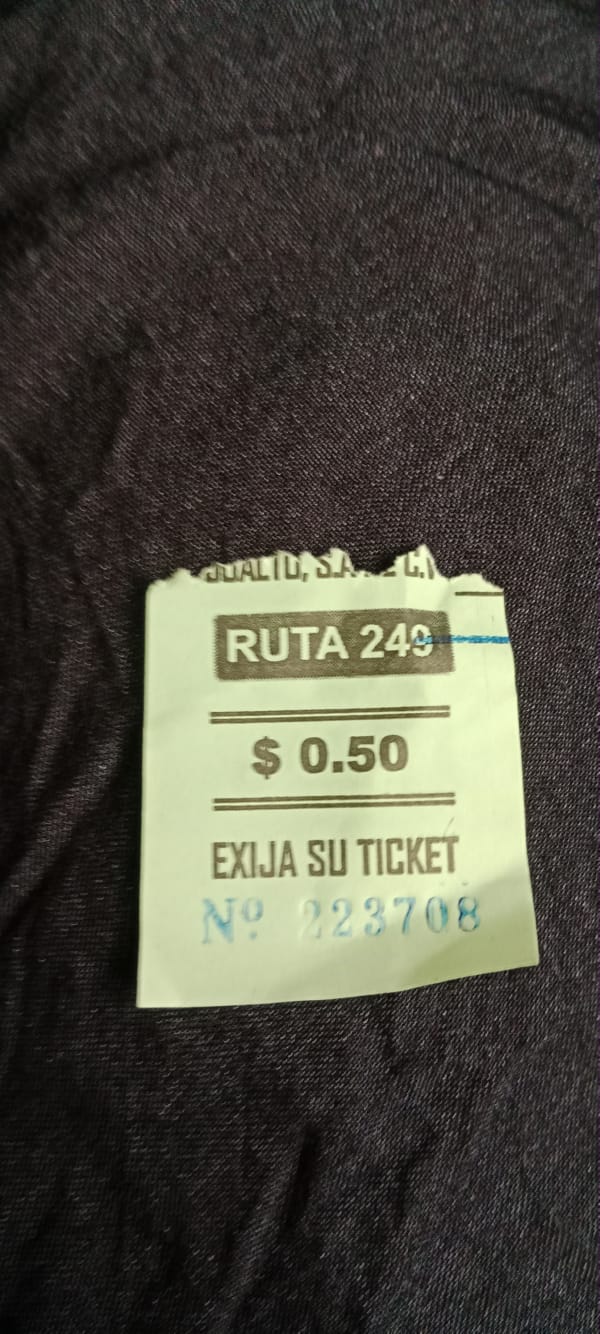 RUTA 249
$ 0.50
EXIJA SU TICKET
Nº 223708